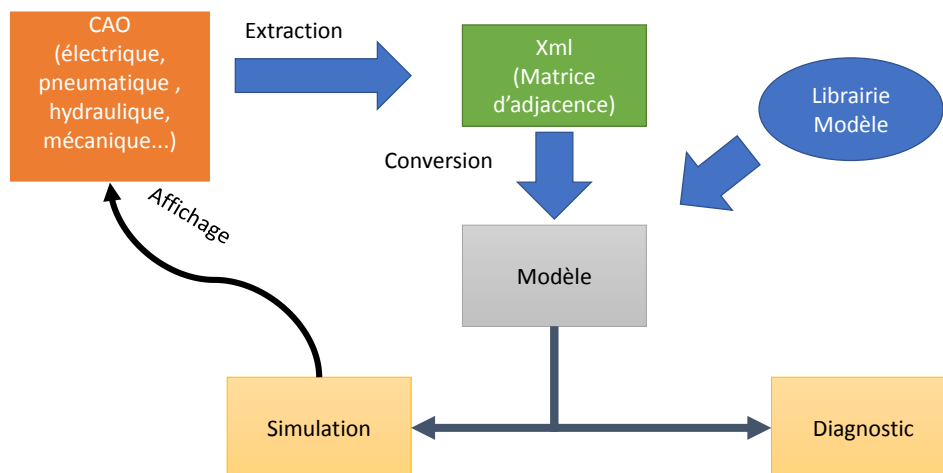 CAO
(électrique,
pneumatique ,
hydraulique,
mécanique...)
Extraction
Xml
(Matrice
d'adjacence)
Librairie
Modèle
Conversion
Affichage
Modèle
Simulation
Diagnostic